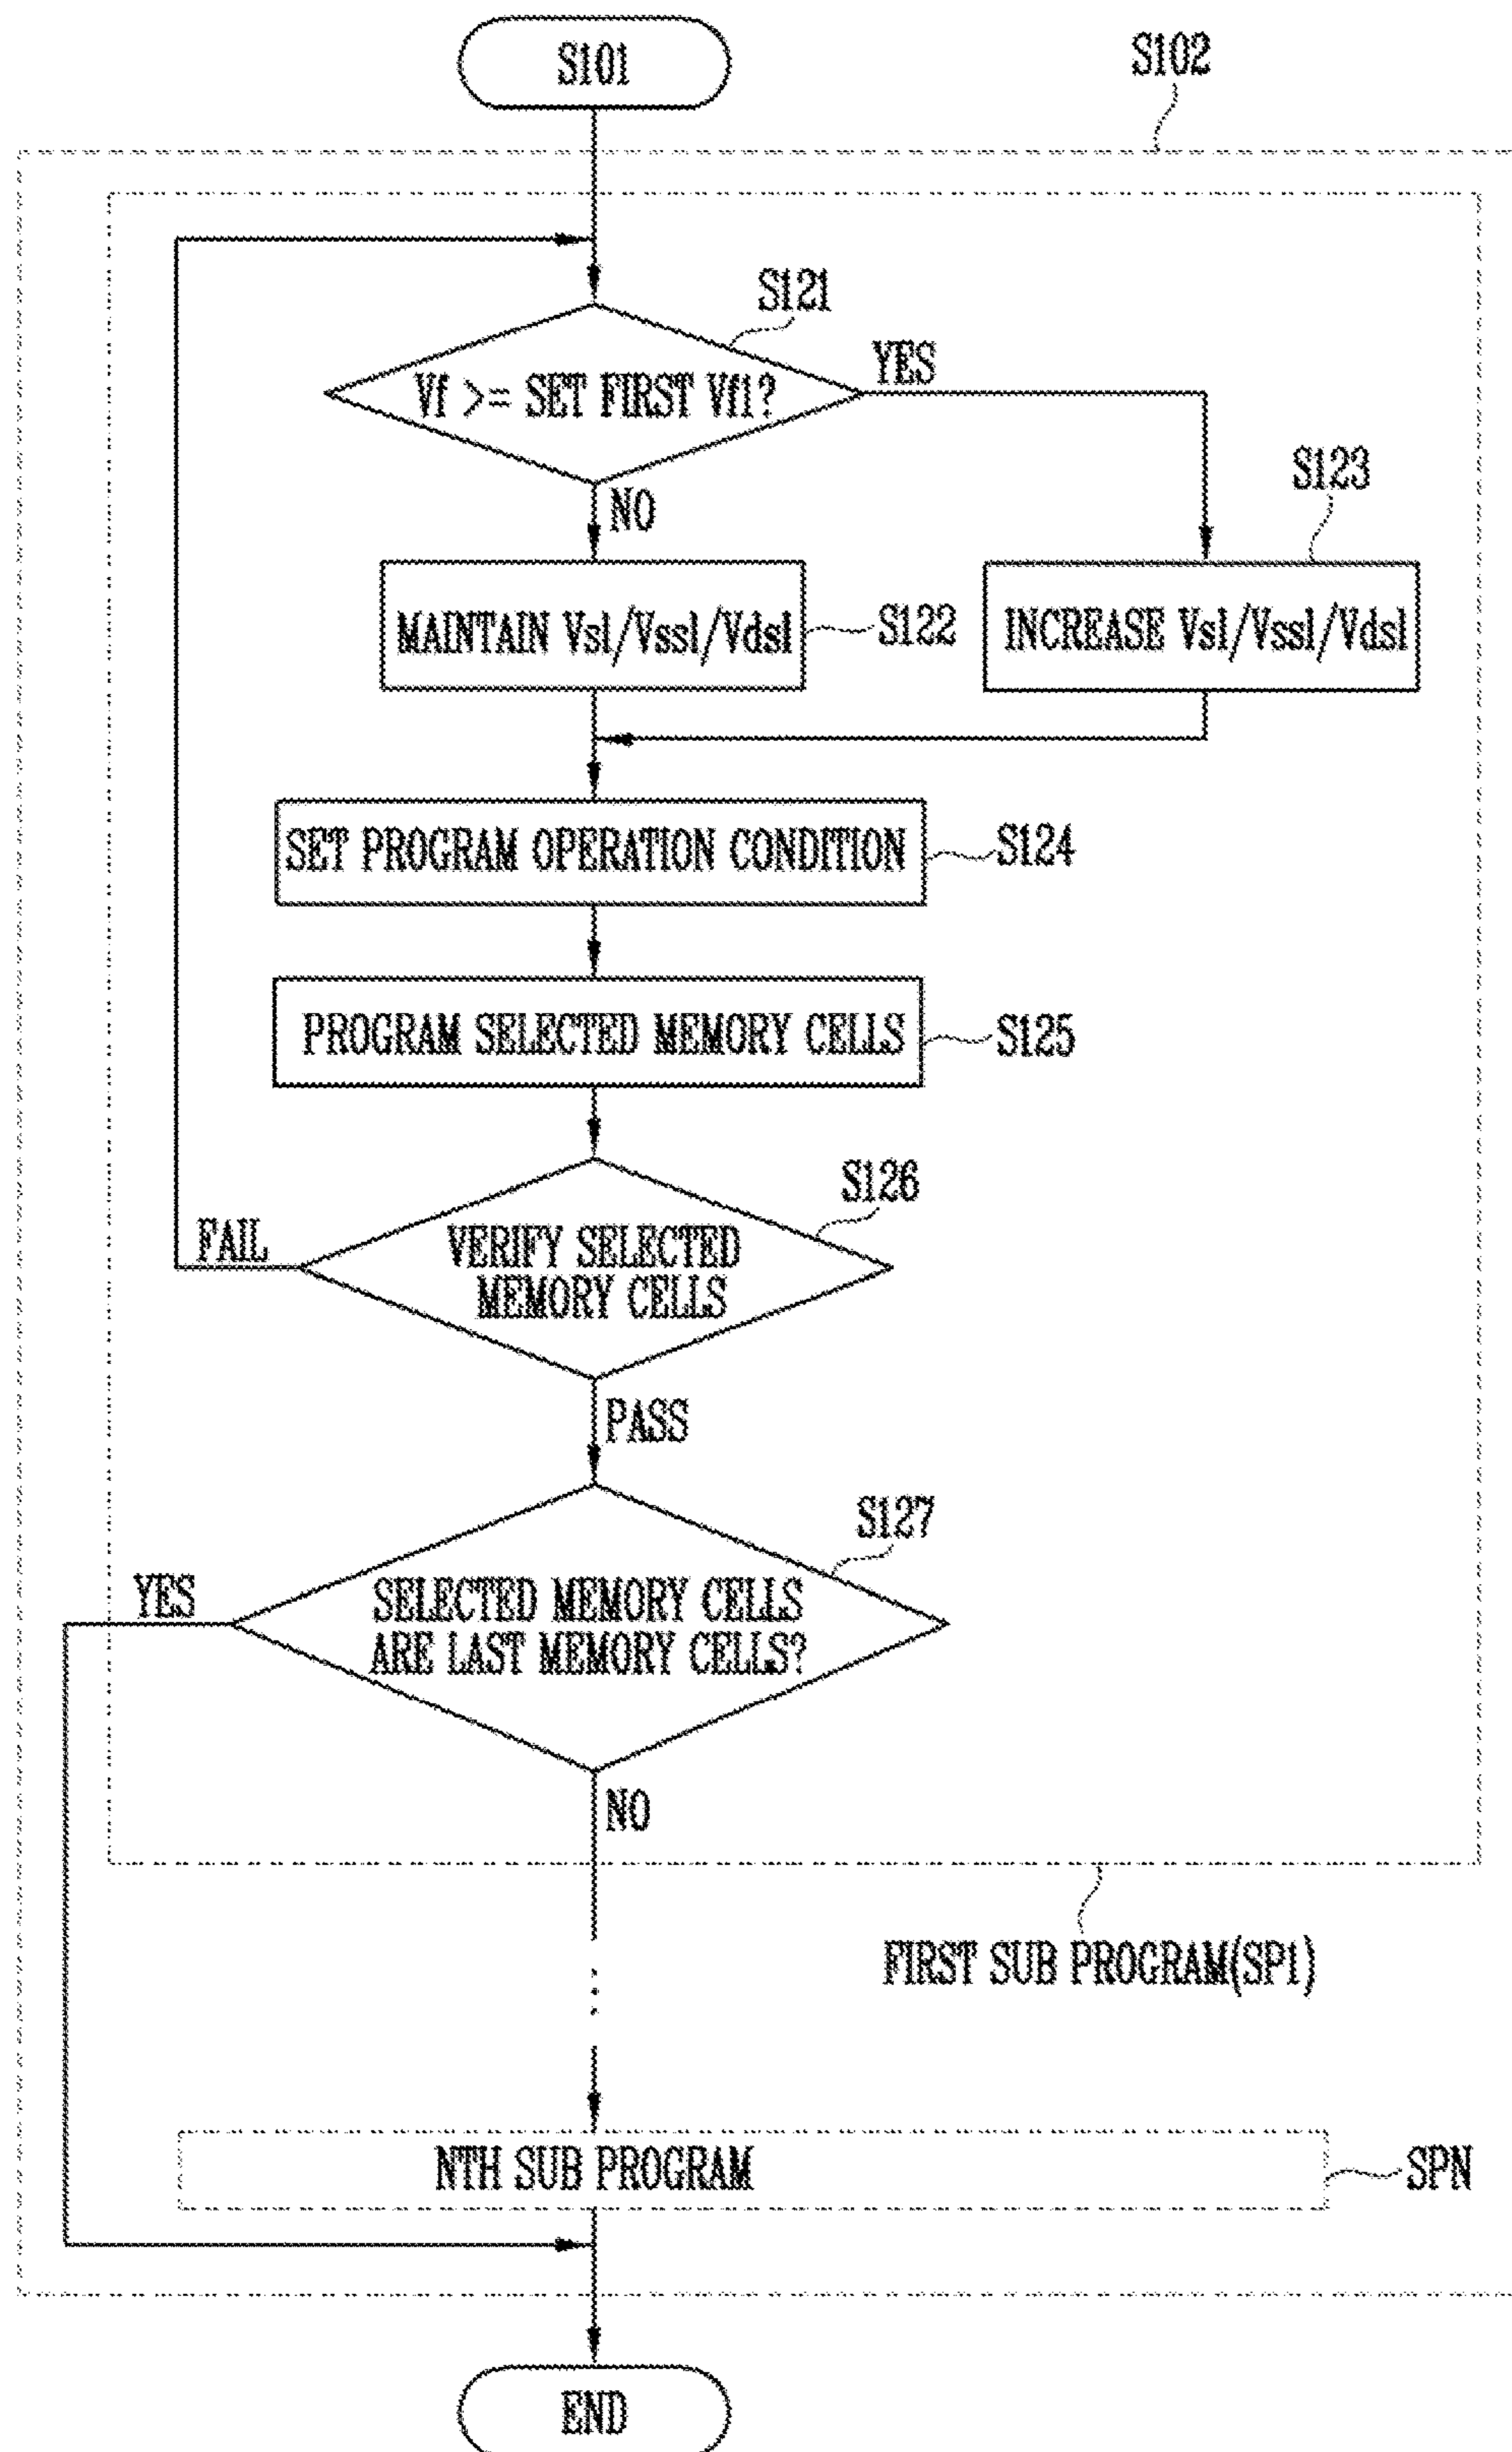 S101
S102
S121
Vf >= SET FIRST Vf1?
YES
NO
S123
MAINTAIN Vsl/Vssl/Vdsl
S122
INCREASE Vsl/Vssl/Vdsl
SET PROGRAM OPERATION CONDITION
S124
PROGRAM SELECTED MEMORY CELLS
S125
S126
VERIFY SELECTED
MEMORY CELLS
FAIL
PASS
S127
SELECTED MEMORY CELLS
ARE LAST MEMORY CELLS?
YES
NO
FIRST SUB PROGRAM(SP1)
NTH SUB PROGRAM
SPN
END